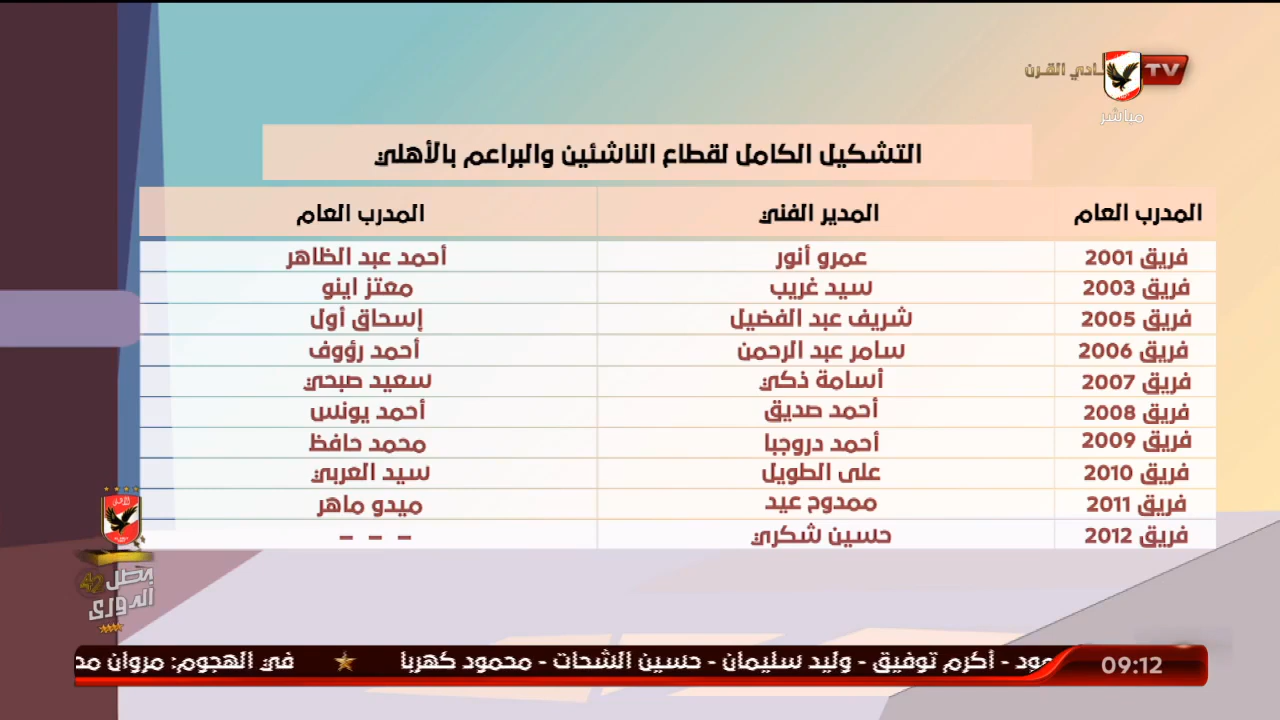 نادي القرن TV
مباشر
التشكيل الكامل لقطاع الناشئين والبراعم بالأهلي
المدرب العام المدير الفني المدرب العام
فريق 2001 عمرو أنور أحمد عبد الظاهر
فريق 2003 سيد غريب معتز اينو
فريق 2005 شريف عبد الفضيل إسحاق أول
فريق 2006 سامر عبد الرحمن أحمد رؤوف
فريق 2007 أسامة ذكي سعيد صبحي
فريق 2008 أحمد صديق أحمد يونس
فريق 2009 أحمد دروجبا محمد حافظ
فريق 2010 على الطويل سيد العربي
فريق 2011 ممدوح عيد ميدو ماهر
فريق 2012 حسين شكري – – –
بطل
الدوري
09:12 مود - أكرم توفيق - وليد سليمان - حسين الشحات - محمود كهربا ★ في الهجوم: مروان مح